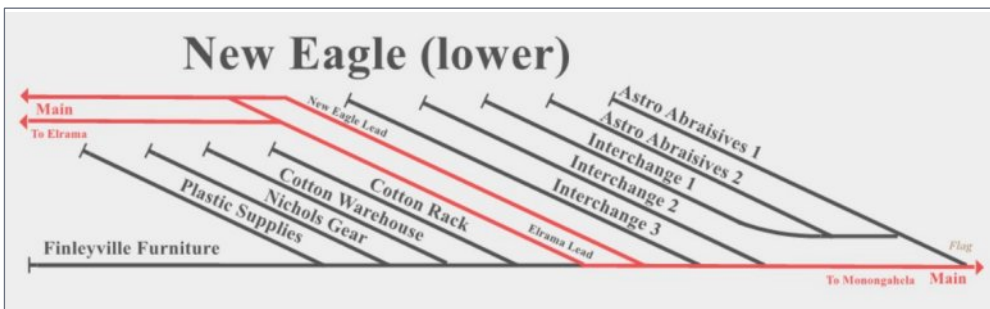 New Eagle (lower)
Main
To Elrama
New Eagle Lead
Astro Abraisives 1
Astro Abraisives 2
Interchange 1
Interchange 2
Interchange 3
Cotton Rack
Cotton Warehouse
Nichols Gear
Plastic Supplies
Elrama Lead
Finleyville Furniture
Flag
To Monongahela Main